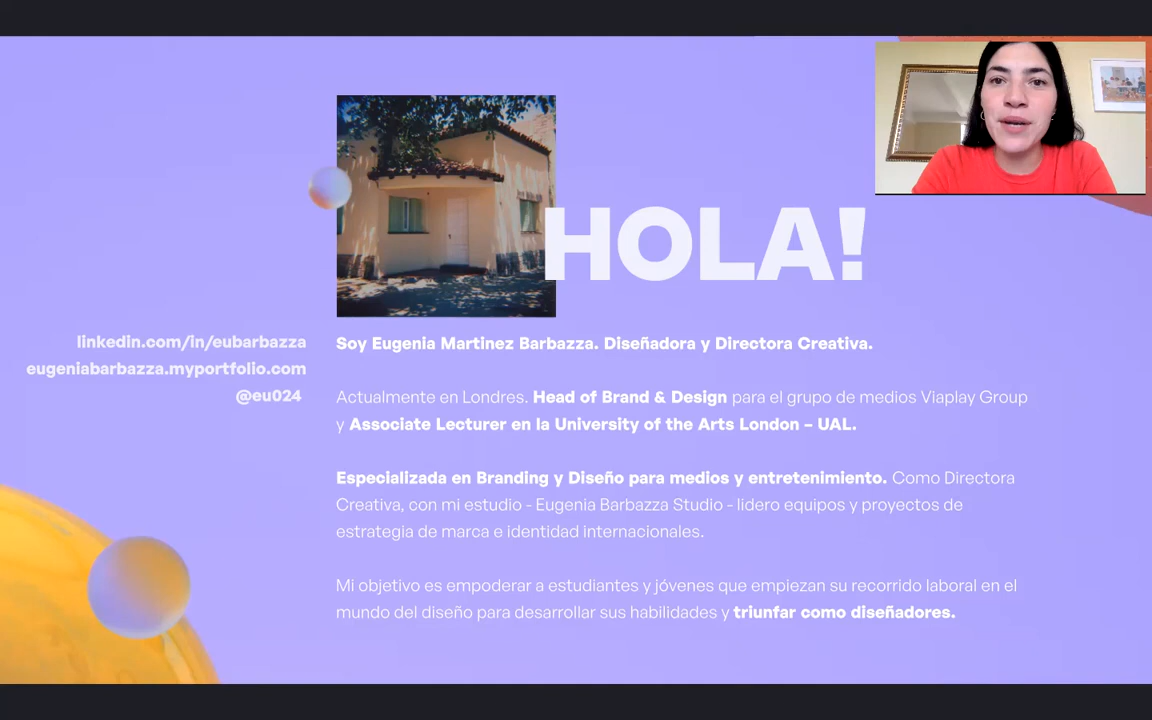 HOLA!
linkedin.com/in/eubarbazza
eugeniabarbazza.myportfolio.com
@eu024
Soy Eugenia Martinez Barbazza. Diseñadora y Directora Creativa.
Actualmente en Londres. Head of Brand & Design para el grupo de medios Viaplay Group
y Associate Lecturer en la University of the Arts London – UAL.
Especializada en Branding y Diseño para medios y entretenimiento. Como Directora
Creativa, con mi estudio - Eugenia Barbazza Studio - lidero equipos y proyectos de
estrategia de marca e identidad internacionales.
Mi objetivo es empoderar a estudiantes y jóvenes que empiezan su recorrido laboral en el
mundo del diseño para desarrollar sus habilidades y triunfar como diseñadores.